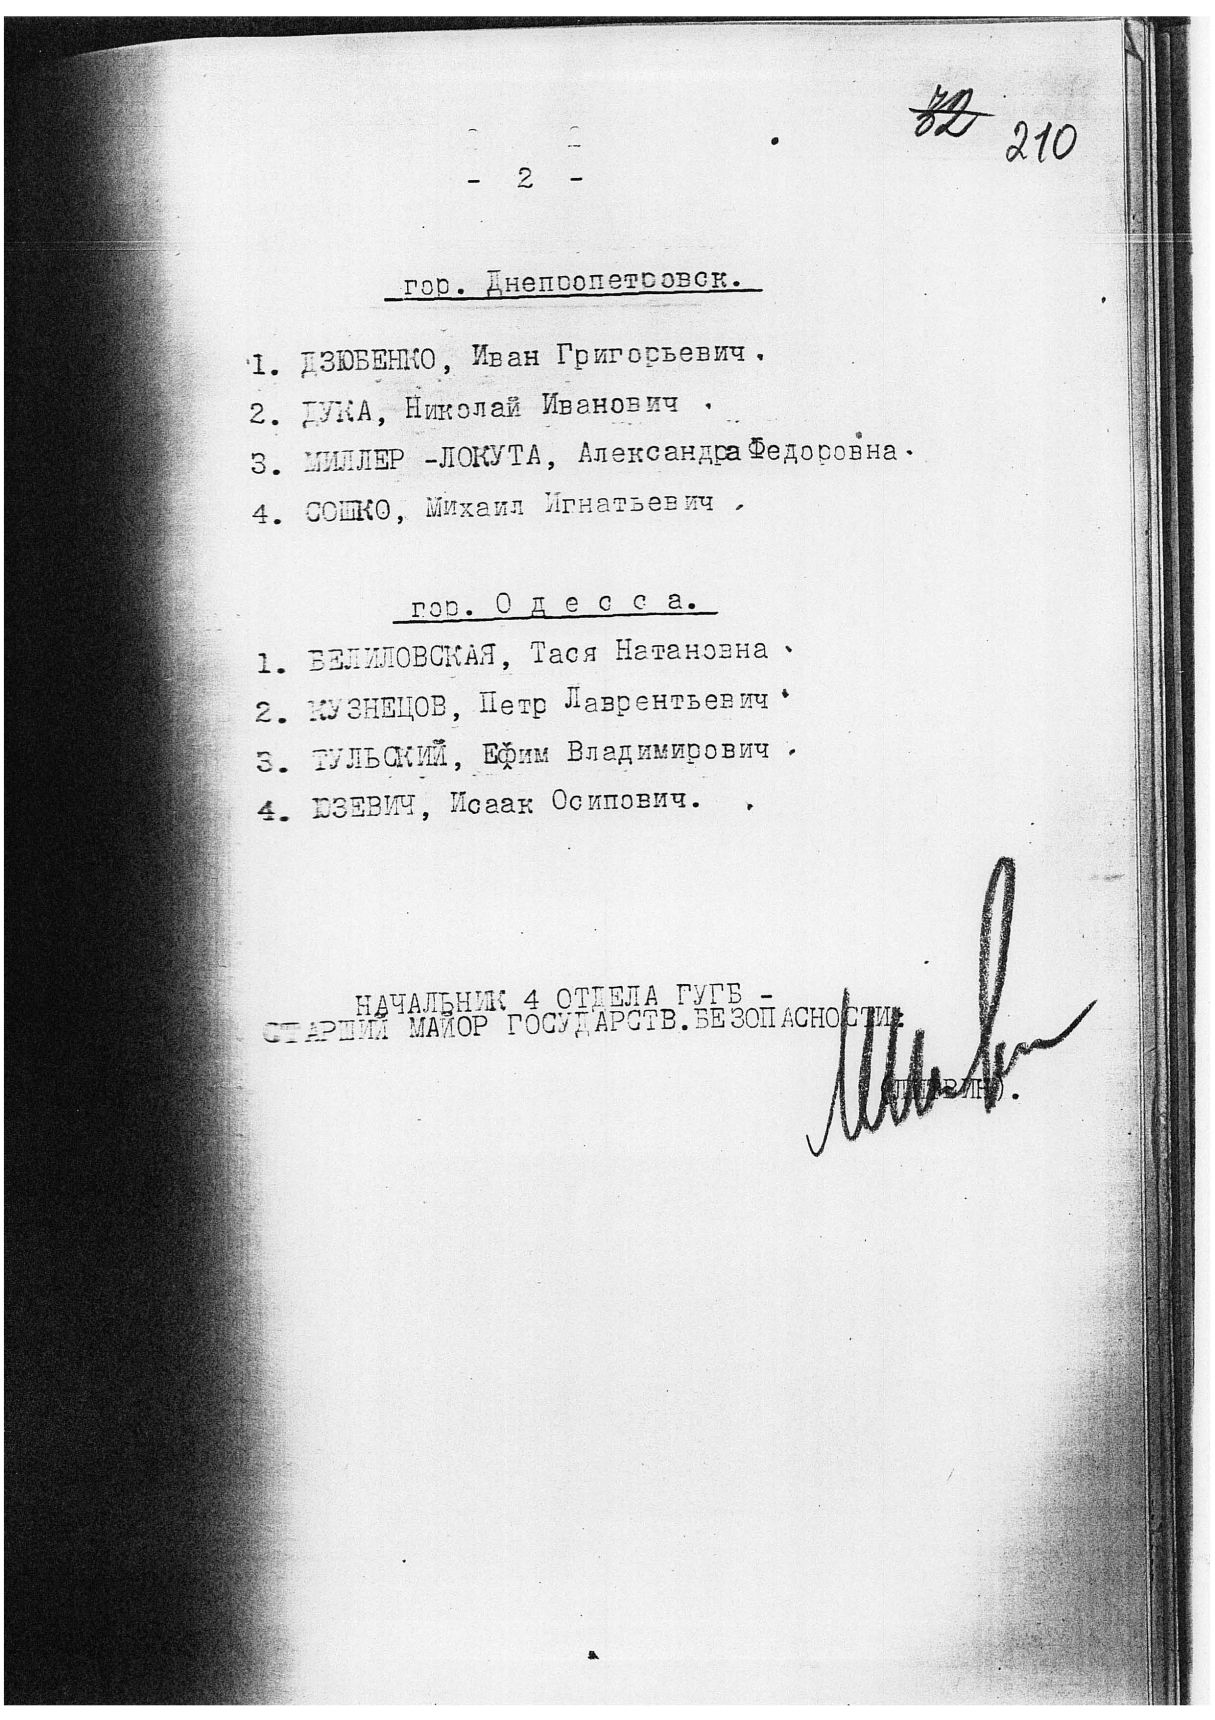 32
210
- 2 -
гор. Днепропетровск.
1. ДЗЮБЕНКО, Иван Григорьевич.
2. ДУКА, Николай Иванович.
3. МИЛЛЕР -ЛОКУТА, Александра Федоровна.
4. СОШКО, Михаил Игнатьевич.
гор. О д е с с а.
1. БЕЛИЛОВСКАЯ, Тася Натановна
2. КУЗНЕЦОВ, Петр Лаврентьевич
3. ТУЛЬСКИЙ, Ефим Владимирович.
4. ЮЗЕВИЧ, Исаак Осипович.
НАЧАЛЬНИК 4 ОТДЕЛА ГУГБ -
СТАРШИЙ МАЙОР ГОСУДАРСТВ.БЕЗОПАСНОСТИ:
(ЛИТВИН).